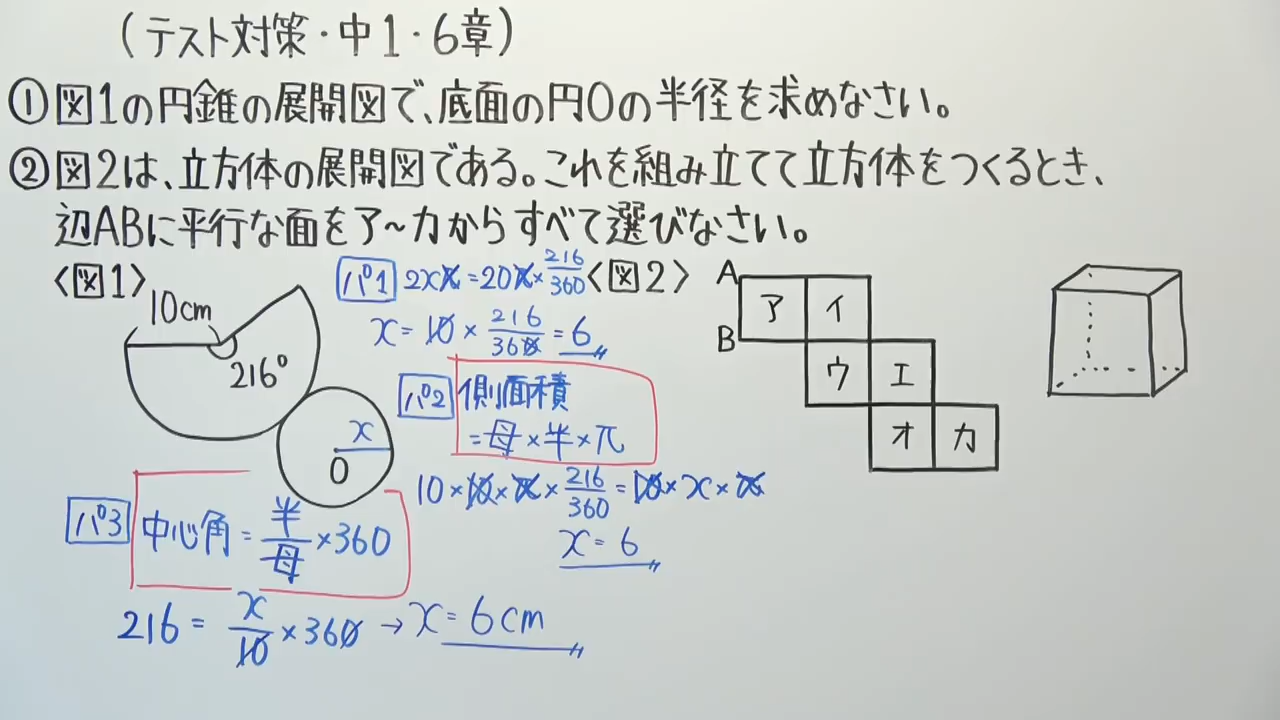 （テスト対策・中1・6章）
①図1の円錐の展開図で、底面の円Oの半径を求めなさい。
②図2は、立方体の展開図である。これを組み立てて立方体をつくるとき、
辺ABに平行な面をア～カからすべて選びなさい。
〈図1〉
10cm
216°
x
O
パ1 2xπ=20π×216/360
x=10×216/360=6
パ2 側面積
=母×半×π
10×10×π×216/360=10×x×π
x=6
パ3 中心角=半/母×360
216=x/10×360→x=6cm
〈図2〉
A
B
ア イ
ウ エ
オ カ